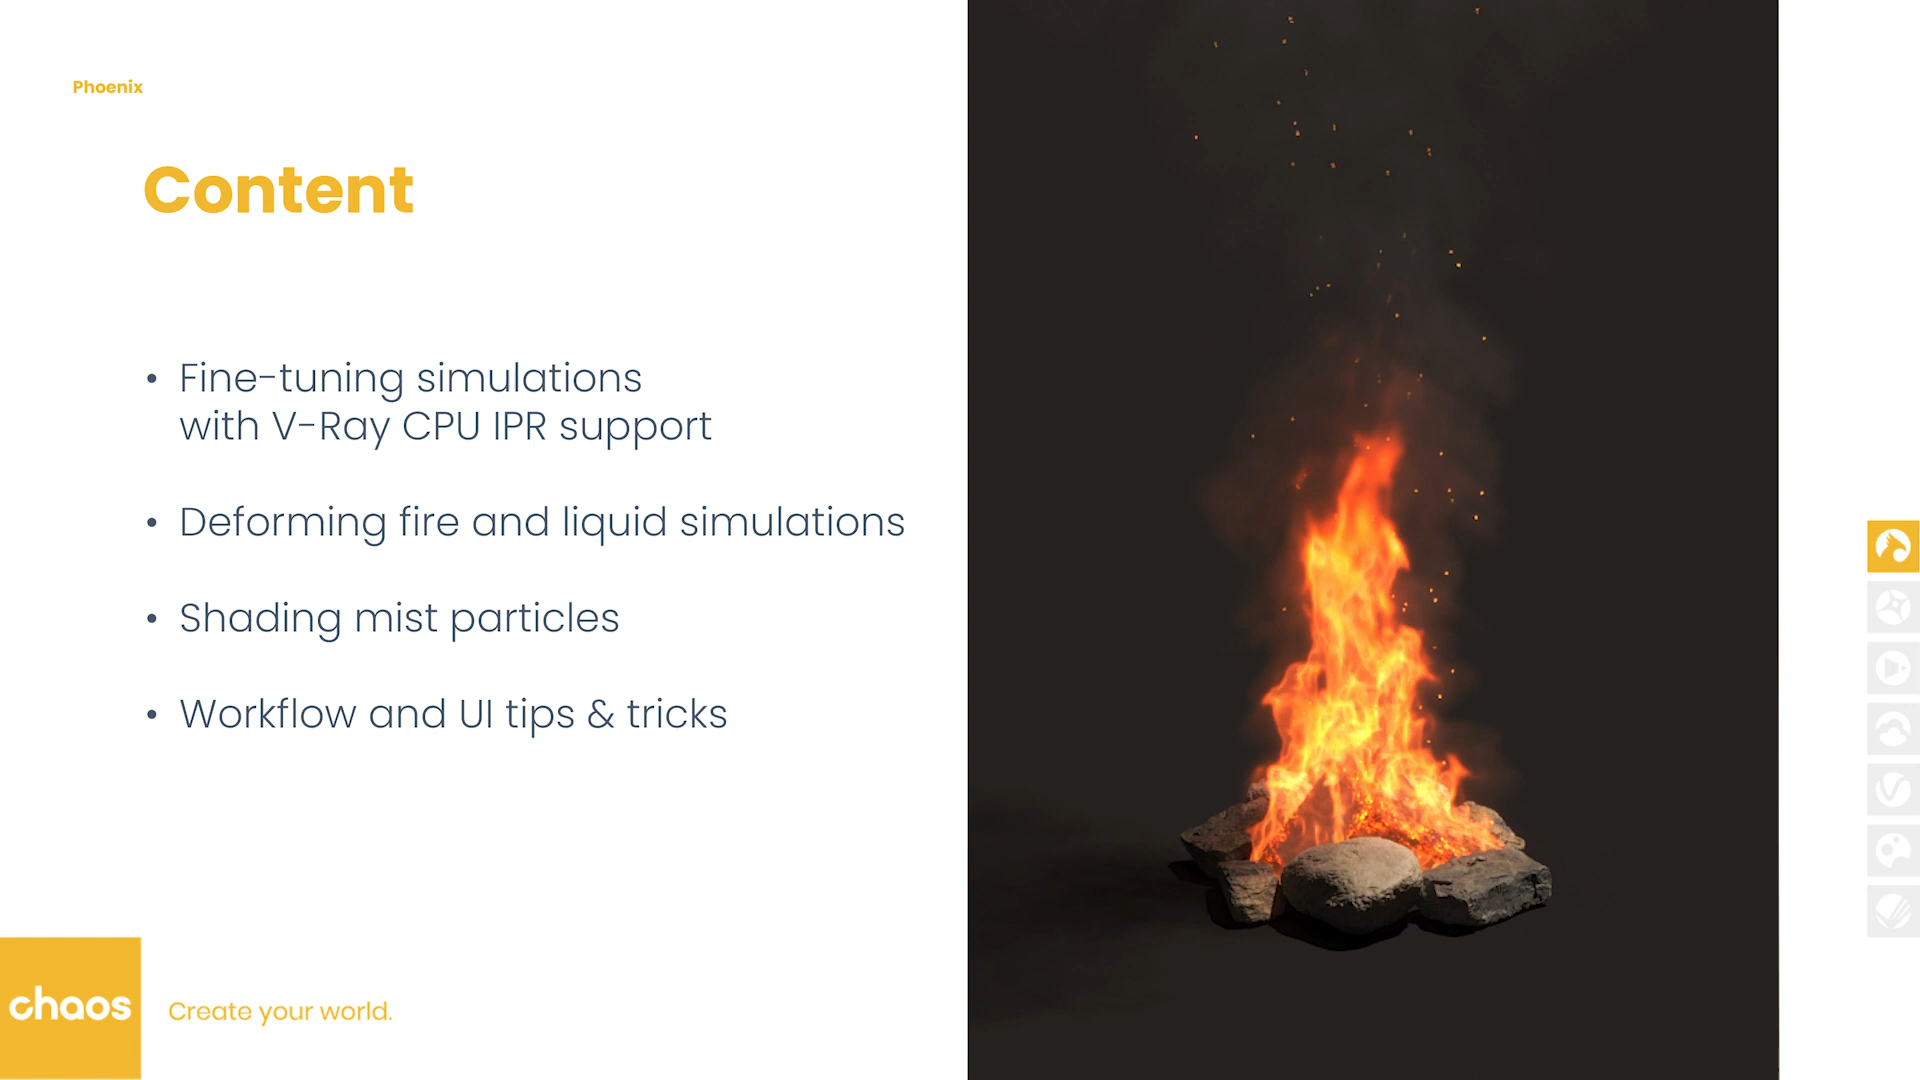 Phoenix
Content
• Fine-tuning simulations
with V-Ray CPU IPR support
• Deforming fire and liquid simulations
• Shading mist particles
• Workflow and UI tips & tricks
chaos
Create your world.